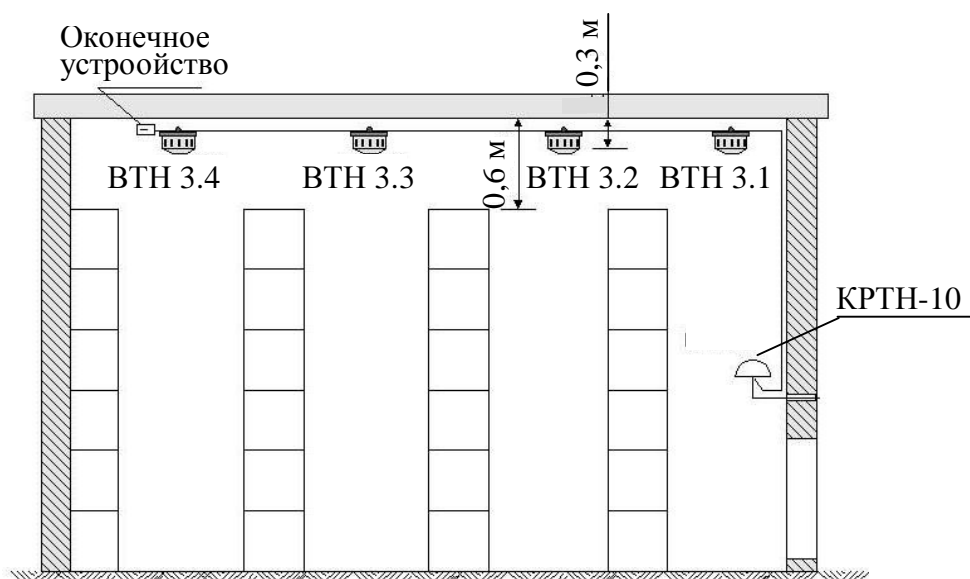 Оконечное
устроойство
0,3 м
ВТН 3.4
ВТН 3.3
0,6 м
ВТН 3.2
ВТН 3.1
КРТН-10